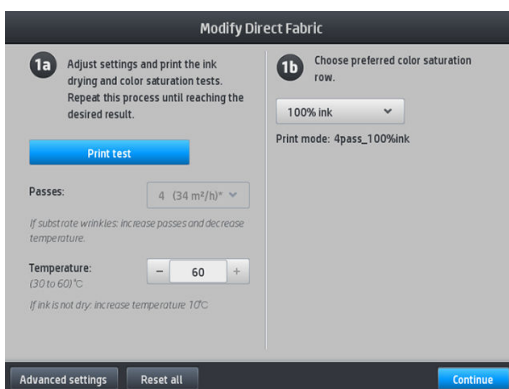 Modify Direct Fabric
1a
Adjust settings and print the ink
drying and color saturation tests.
Repeat this process until reaching the
desired result.
Print test
Passes:
4 (34 m²/h)*
If substrate wrinkles: increase passes and decrease
temperature.
Temperature:
(30 to 60)°C
− 60 +
If ink is not dry: increase temperature 10°C
1b
Choose preferred color saturation
row.
100% ink
Print mode: 4pass_100%ink
Advanced settings
Reset all
Continue